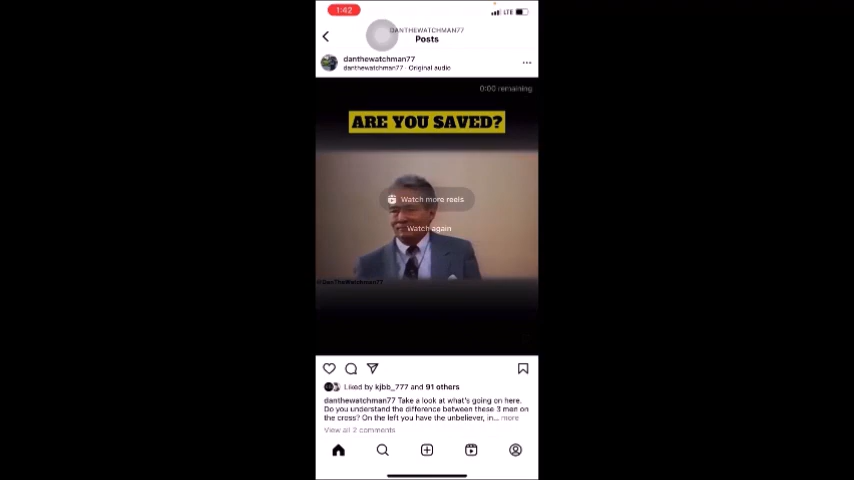 1:42
LTE
DANTHEWATCHMAN77
Posts
danthewatchman77
danthewatchman77 · Original audio
0:00 remaining
ARE YOU SAVED?
Watch more reels
Watch again
@DanTheWatchman77
Liked by kjbb_777 and 91 others
danthewatchman77 Take a look at what's going on here.
Do you understand the difference between these 3 men on
the cross? On the left you have the unbeliever, in... more
View all 2 comments